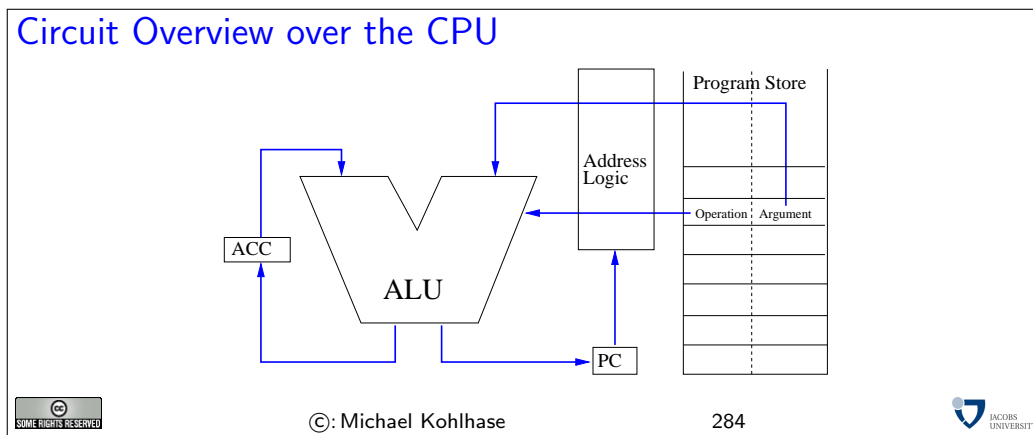 Circuit Overview over the CPU
Program Store
Address
Logic
Operation
Argument
ACC
ALU
PC
cc
SOME RIGHTS RESERVED
©: Michael Kohlhase
284
JACOBS
UNIVERSITY